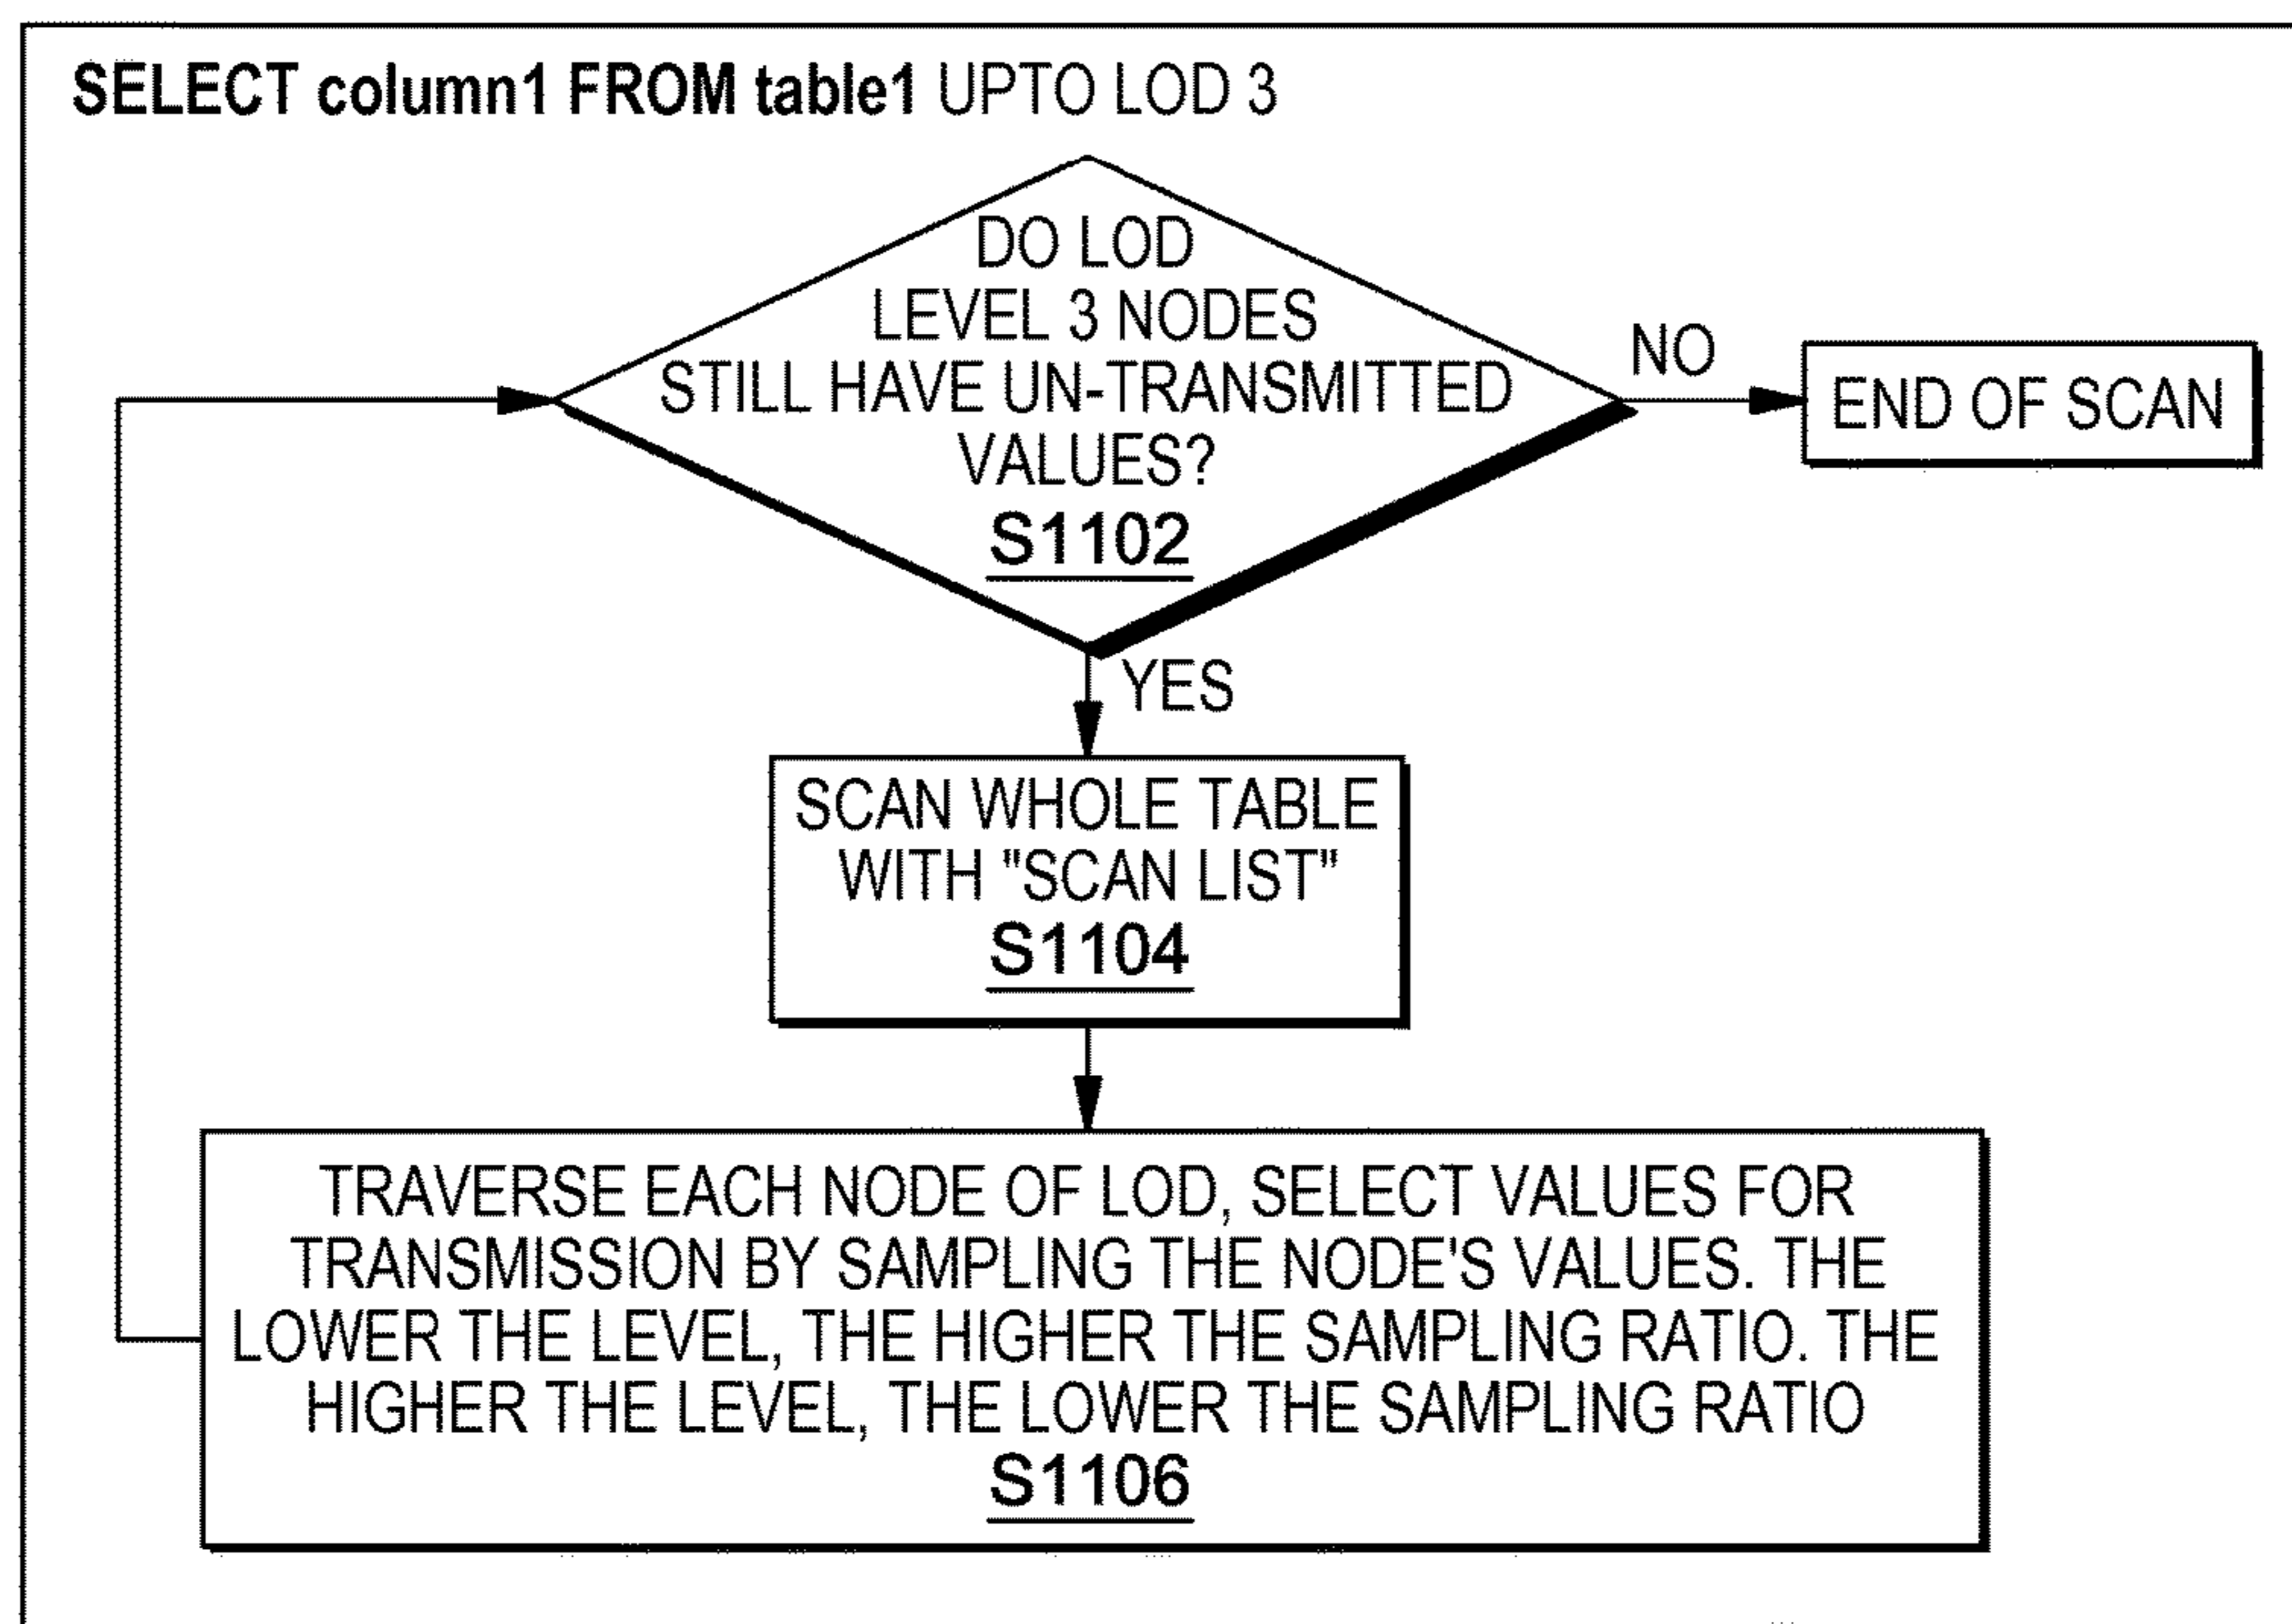 SELECT column1 FROM table1 UPTO LOD 3
DO LOD
LEVEL 3 NODES
STILL HAVE UN-TRANSMITTED
VALUES?
S1102
NO
END OF SCAN
YES
SCAN WHOLE TABLE
WITH "SCAN LIST"
S1104
TRAVERSE EACH NODE OF LOD, SELECT VALUES FOR
TRANSMISSION BY SAMPLING THE NODE'S VALUES. THE
LOWER THE LEVEL, THE HIGHER THE SAMPLING RATIO. THE
HIGHER THE LEVEL, THE LOWER THE SAMPLING RATIO
S1106